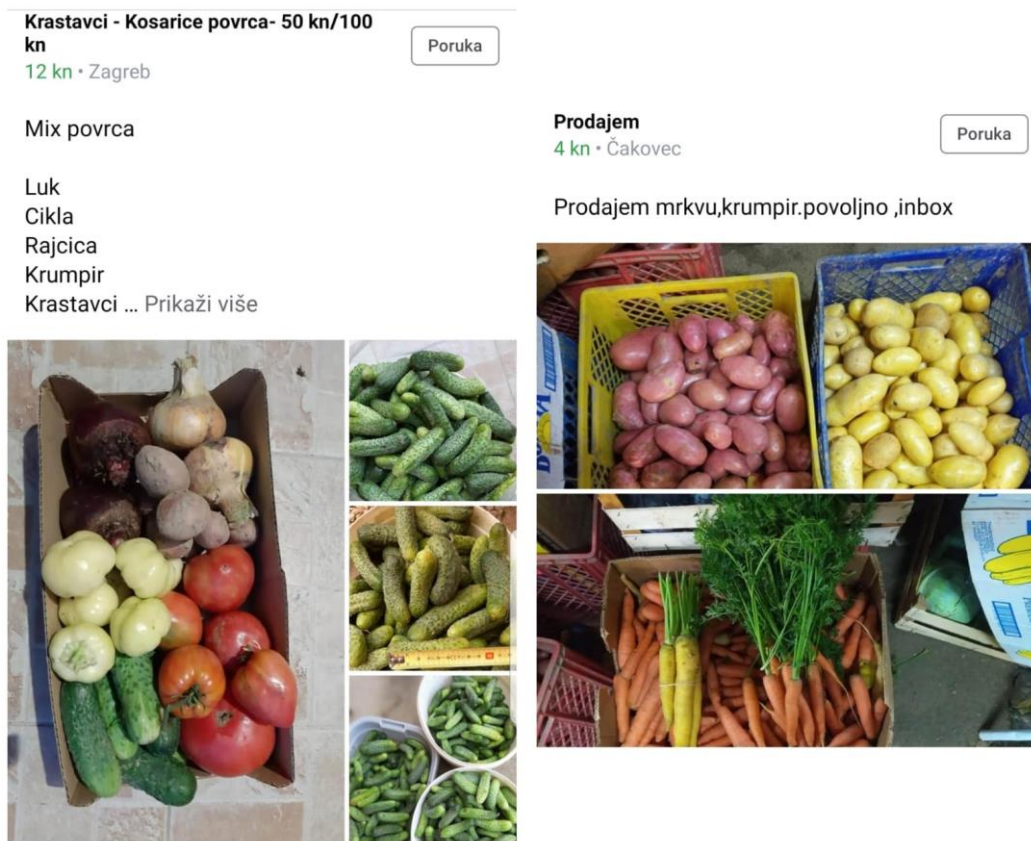 Krastavci - Kosarice povrca- 50 kn/100
kn
12 kn • Zagreb
Poruka
Mix povrca
Luk
Cikla
Rajcica
Krumpir
Krastavci ... Prikaži više
Prodajem
4 kn • Čakovec
Poruka
Prodajem mrkvu,krumpir.povoljno ,inbox